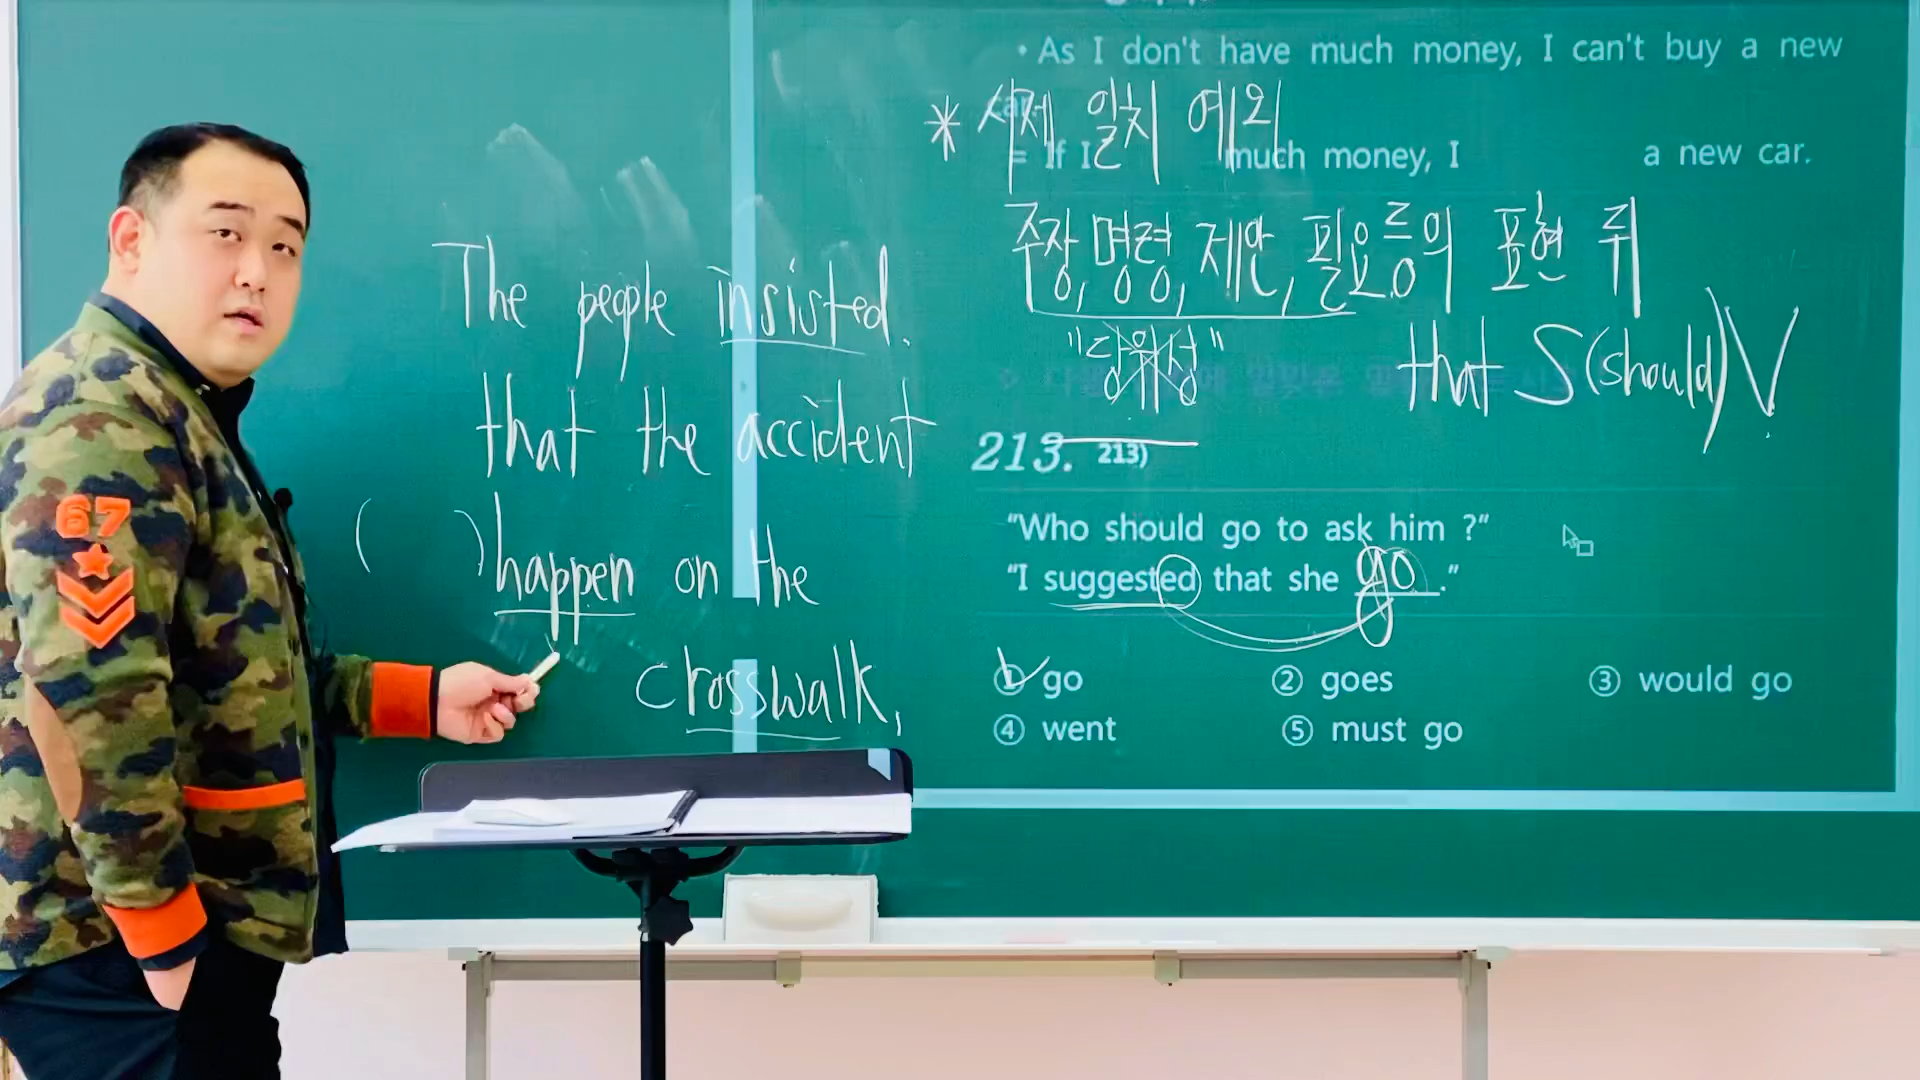 67
The people insisted.
that the accident
( ) happen on the
crosswalk,
• As I don't have much money, I can't buy a new
car.
* 시제 일치 예외
= If I much money, I a new car.
주장, 명령, 제안, 필요 등의 표현 뒤
"당위성"
that S (should) V
213. 213)
"Who should go to ask him ?"
"I suggested that she go ."
① go ② goes ③ would go
④ went ⑤ must go